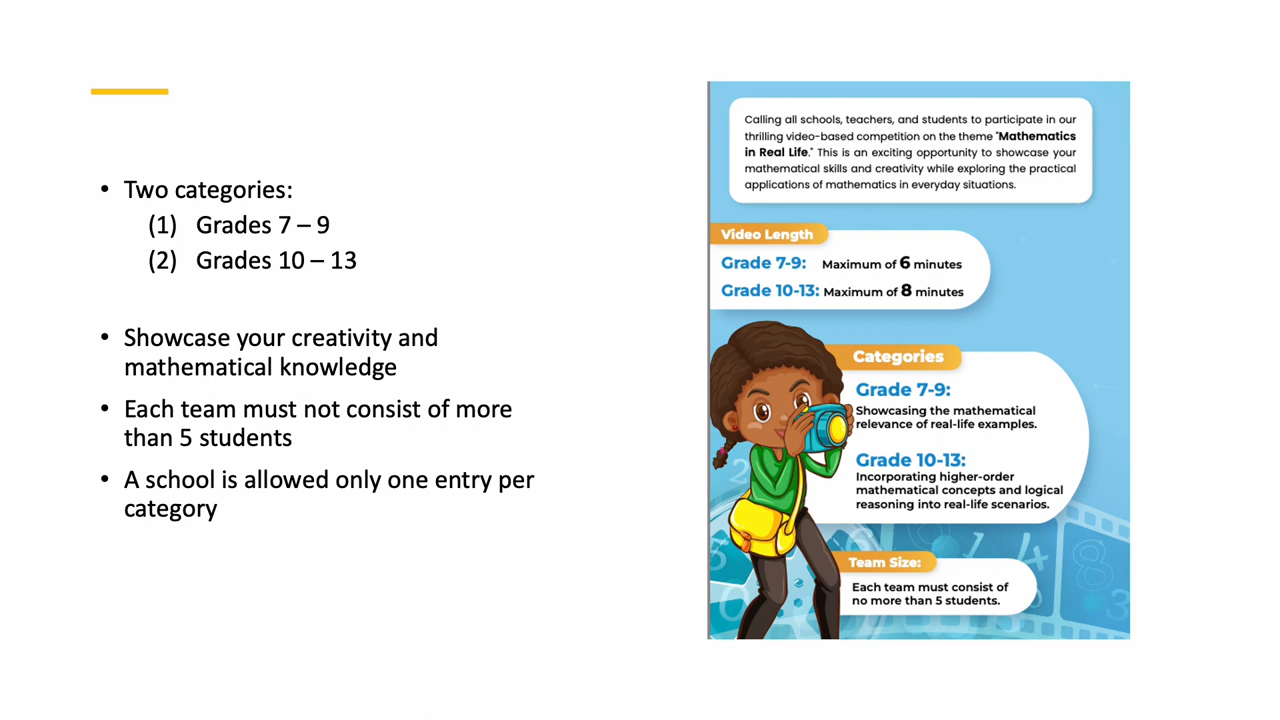 • Two categories:
(1) Grades 7 – 9
(2) Grades 10 – 13
• Showcase your creativity and
mathematical knowledge
• Each team must not consist of more
than 5 students
• A school is allowed only one entry per
category
Calling all schools, teachers, and students to participate in our
thrilling video-based competition on the theme "Mathematics
in Real Life." This is an exciting opportunity to showcase your
mathematical skills and creativity while exploring the practical
applications of mathematics in everyday situations.
Video Length
Grade 7-9: Maximum of 6 minutes
Grade 10-13: Maximum of 8 minutes
Categories
Grade 7-9:
Showcasing the mathematical
relevance of real-life examples.
Grade 10-13:
Incorporating higher-order
mathematical concepts and logical
reasoning into real-life scenarios.
Team Size:
Each team must consist of
no more than 5 students.